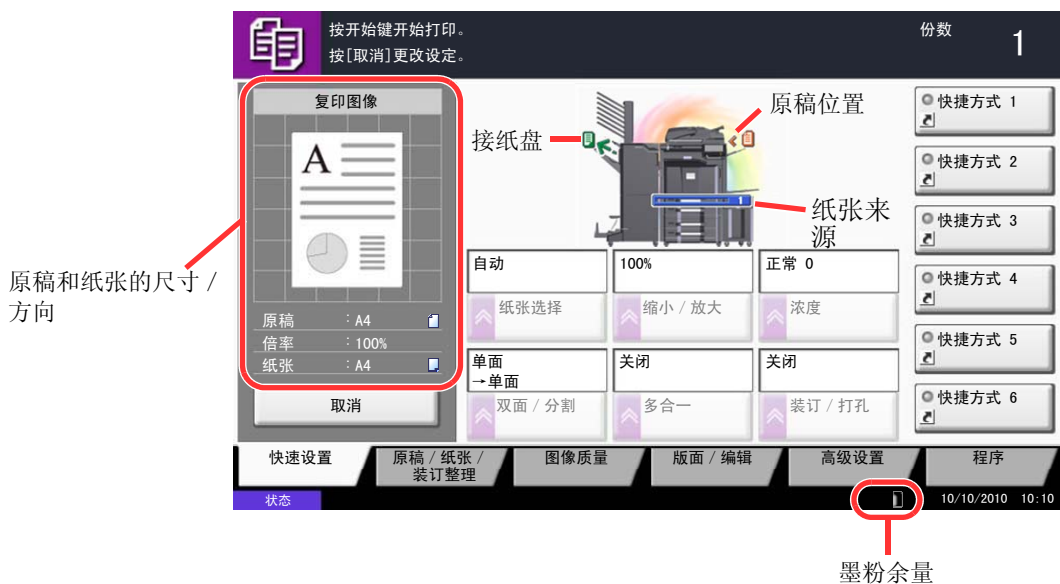 按开始键开始打印。
按[取消]更改设定。
份数
1
复印图像
A
原稿 : A4
倍率 : 100%
纸张 : A4
取消
原稿和纸张的尺寸 /
方向
接纸盘
原稿位置
1
纸张来
源
自动
纸张选择
100%
缩小 / 放大
正常 0
浓度
单面
→单面
双面 / 分割
关闭
多合一
关闭
装订 / 打孔
快捷方式 1
快捷方式 2
快捷方式 3
快捷方式 4
快捷方式 5
快捷方式 6
快速设置
原稿 / 纸张 /
装订整理
图像质量
版面 / 编辑
高级设置
程序
状态
10/10/2010 10:10
墨粉余量